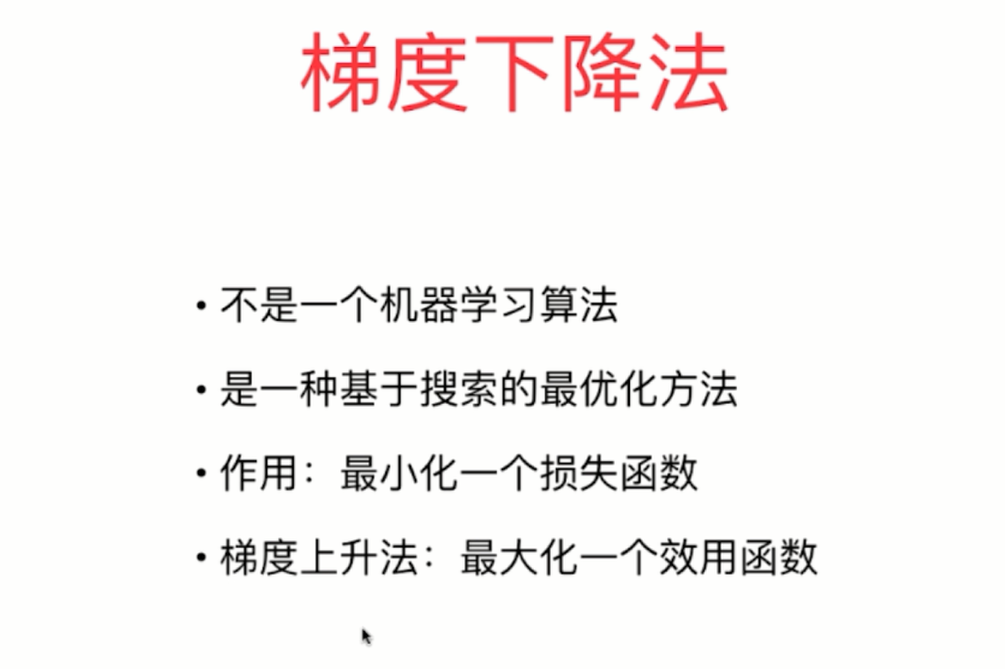 梯度下降法
• 不是一个机器学习算法
• 是一种基于搜索的最优化方法
• 作用：最小化一个损失函数
• 梯度上升法：最大化一个效用函数